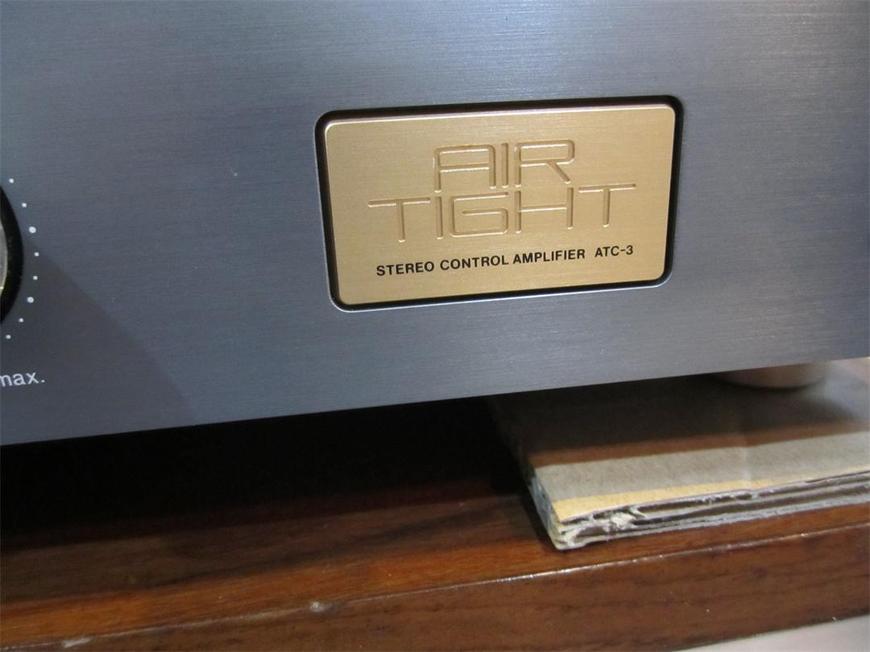 AIR
TIGHT
STEREO CONTROL AMPLIFIER ATC-3
max.